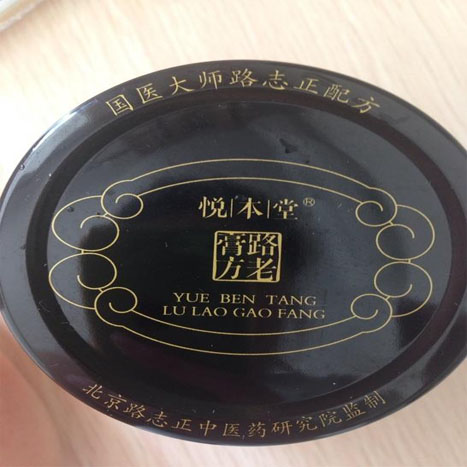 国医大师路志正配方
悦本堂®
路老膏方
YUE BEN TANG
LU LAO GAO FANG
北京路志正中医药研究院监制